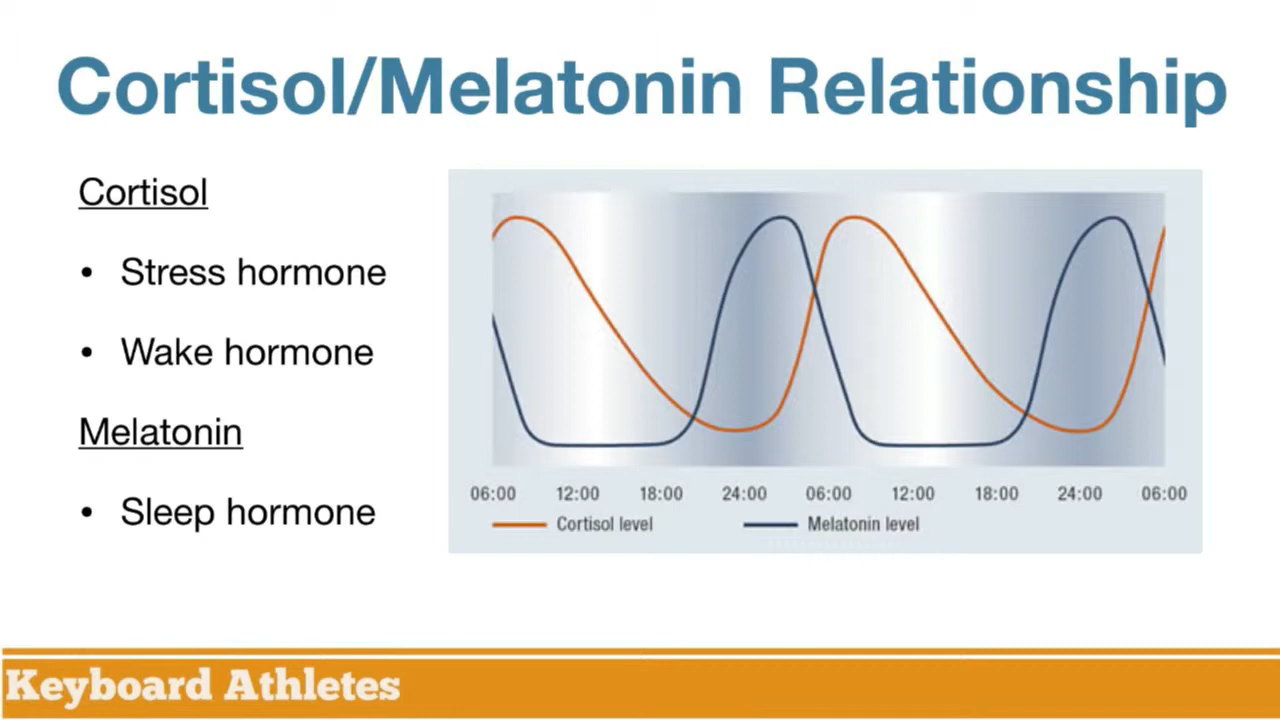 Cortisol/Melatonin Relationship
Cortisol
• Stress hormone
• Wake hormone
Melatonin
• Sleep hormone
06:00 12:00 18:00 24:00 06:00 12:00 18:00 24:00 06:00
Cortisol level Melatonin level
Keyboard Athletes